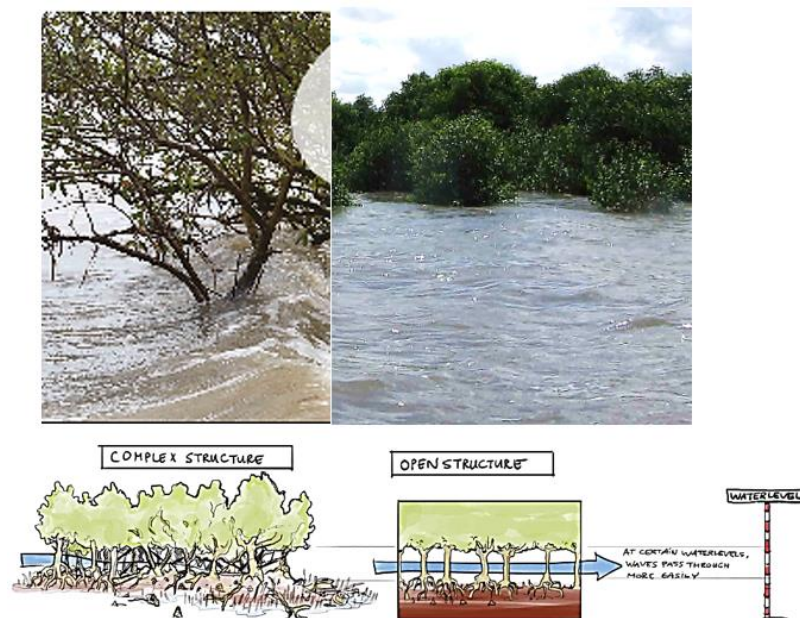 COMPLEX STRUCTURE
OPEN STRUCTURE
WATERLEVEL
AT CERTAIN WATERLEVELS,
WAVES PASS THROUGH
MORE EASILY